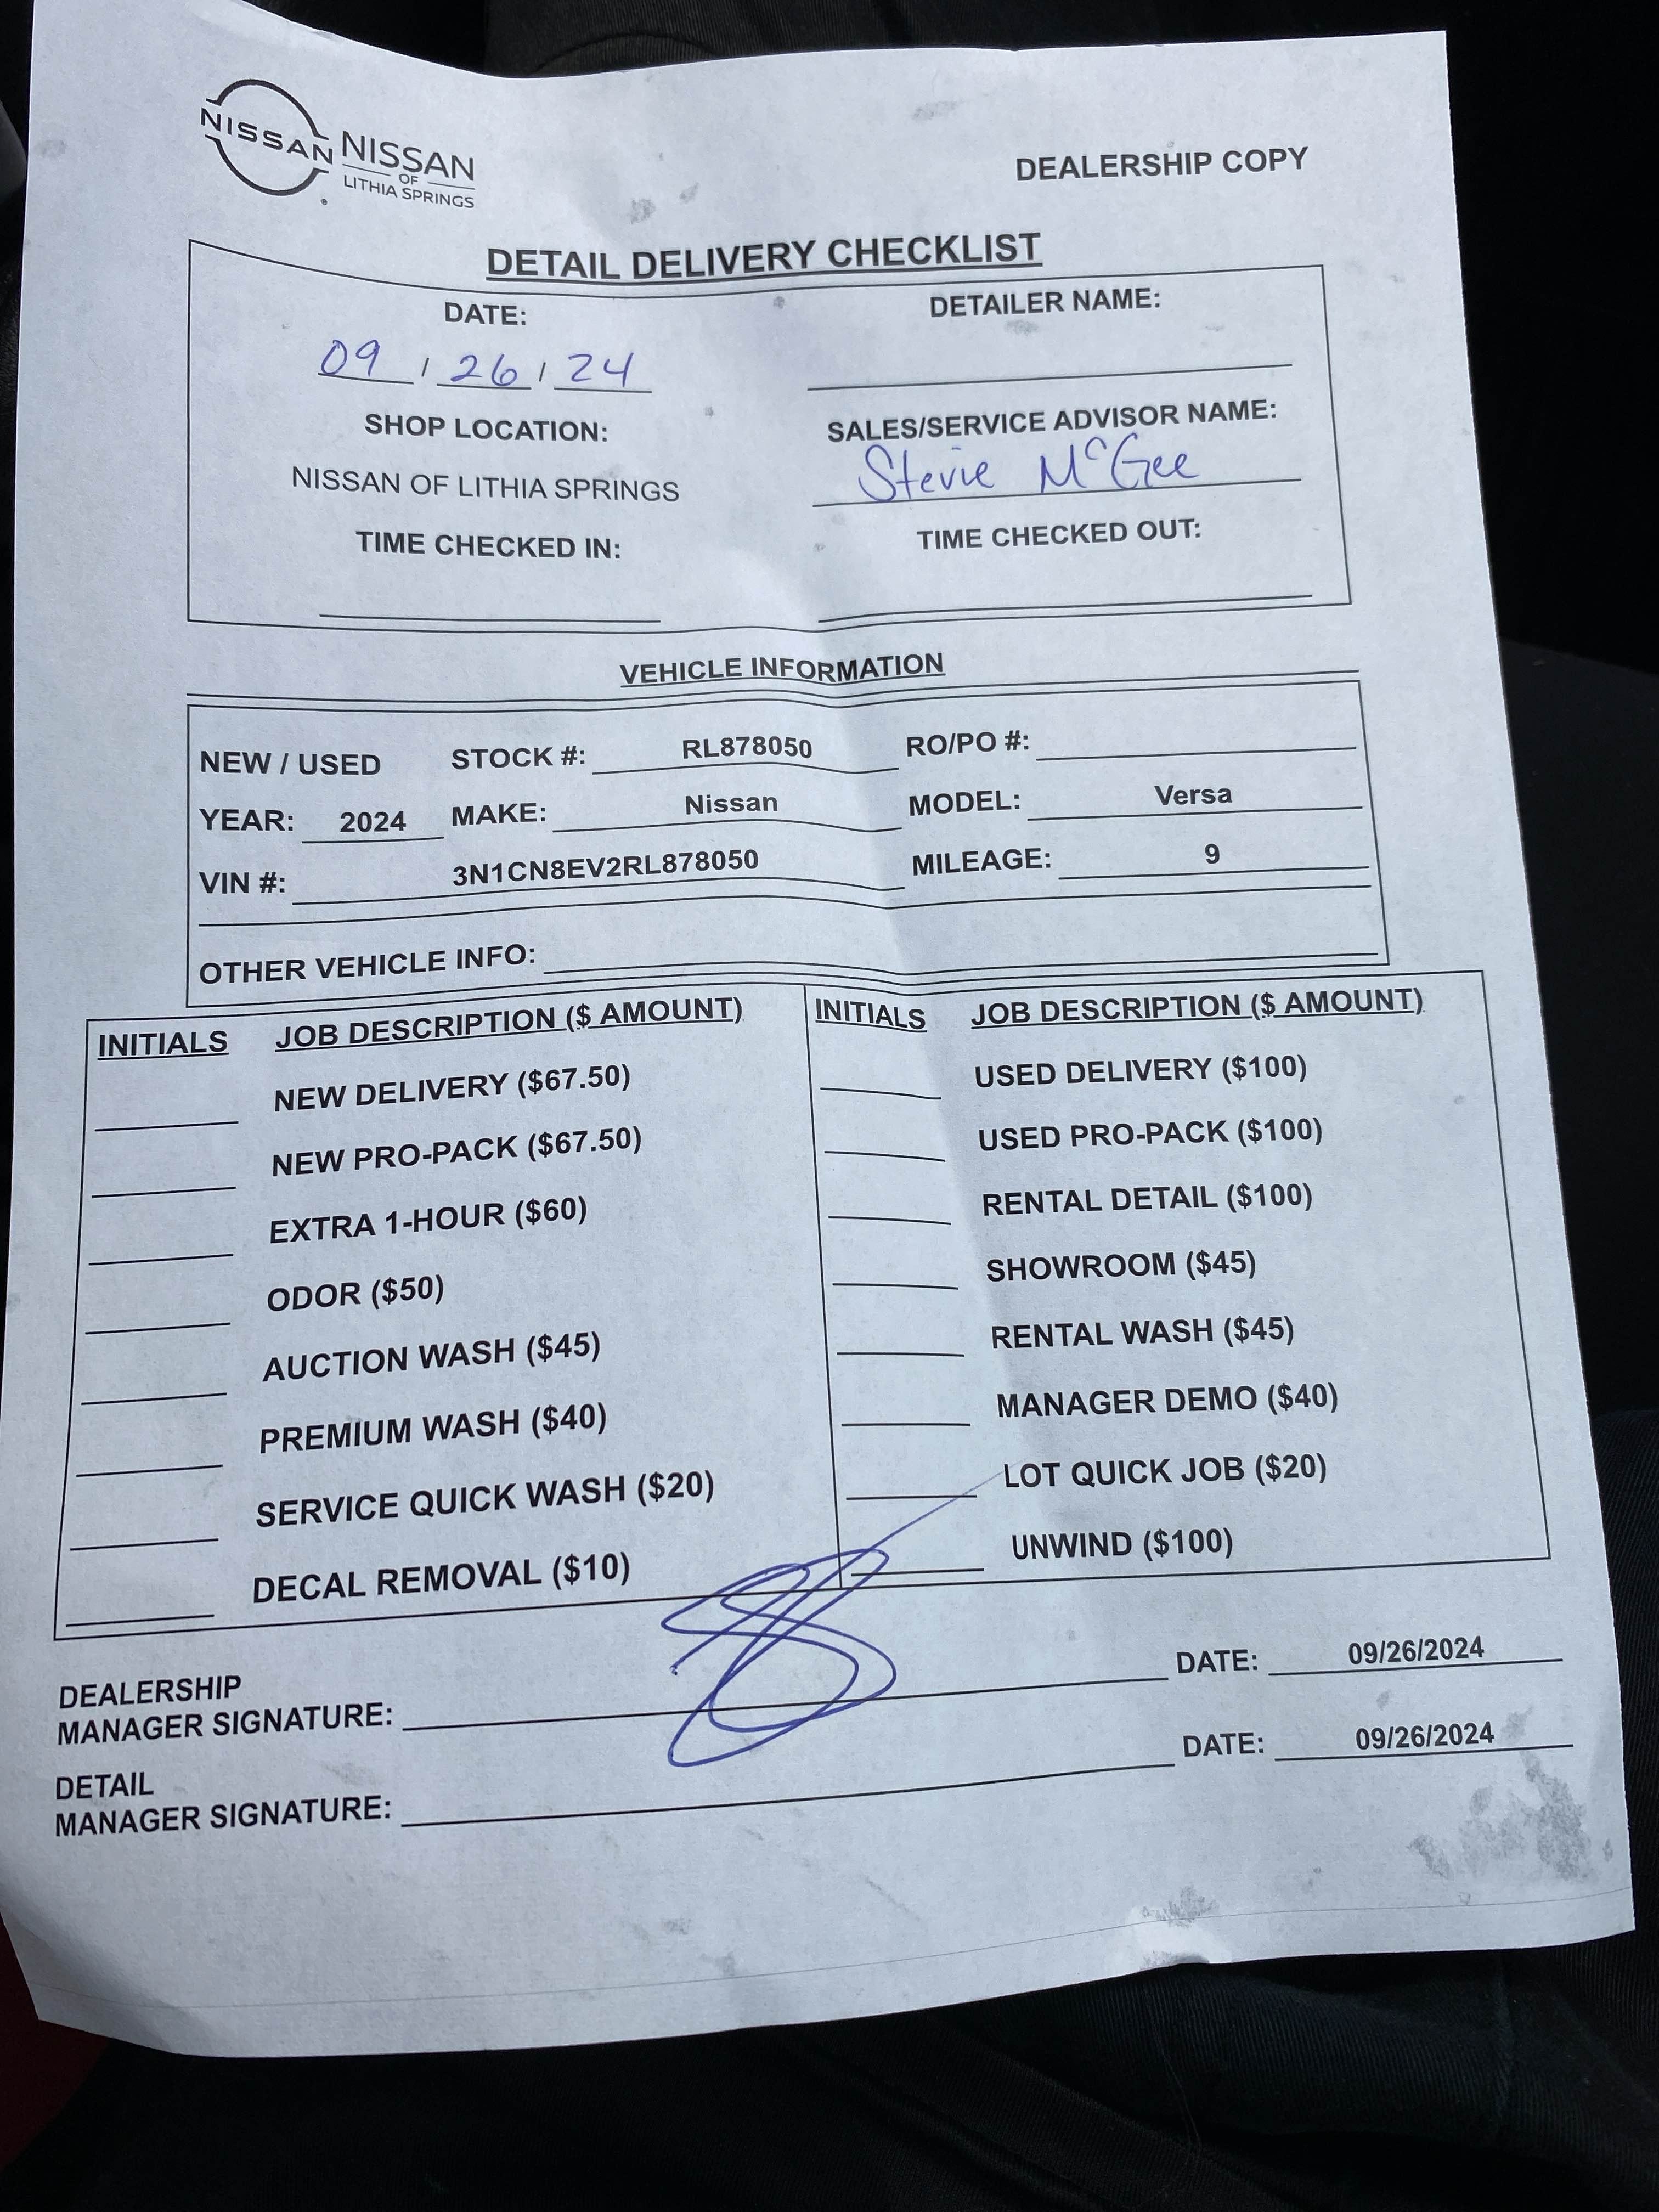 NISSAN
NISSAN
OF
LITHIA SPRINGS
DEALERSHIP COPY
DETAIL DELIVERY CHECKLIST
DATE:
09 / 26 / 24
DETAILER NAME:
SHOP LOCATION:
NISSAN OF LITHIA SPRINGS
SALES/SERVICE ADVISOR NAME:
Stevie McGee
TIME CHECKED IN:
TIME CHECKED OUT:
VEHICLE INFORMATION
NEW / USED STOCK #: RL878050 RO/PO #:
YEAR: 2024 MAKE: Nissan MODEL: Versa
VIN #: 3N1CN8EV2RL878050 MILEAGE: 9
OTHER VEHICLE INFO:
INITIALS JOB DESCRIPTION ($ AMOUNT)
NEW DELIVERY ($67.50)
NEW PRO-PACK ($67.50)
EXTRA 1-HOUR ($60)
ODOR ($50)
AUCTION WASH ($45)
PREMIUM WASH ($40)
SERVICE QUICK WASH ($20)
DECAL REMOVAL ($10)
INITIALS JOB DESCRIPTION ($ AMOUNT)
USED DELIVERY ($100)
USED PRO-PACK ($100)
RENTAL DETAIL ($100)
SHOWROOM ($45)
RENTAL WASH ($45)
MANAGER DEMO ($40)
LOT QUICK JOB ($20)
UNWIND ($100)
DEALERSHIP
MANAGER SIGNATURE: DATE: 09/26/2024
DETAIL
MANAGER SIGNATURE: DATE: 09/26/2024